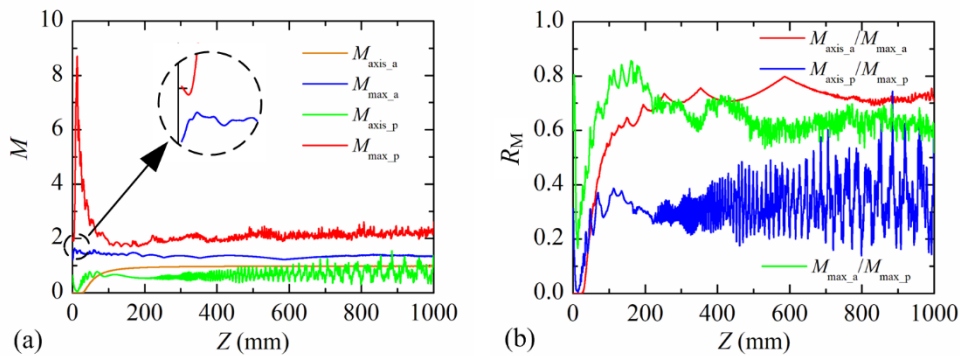 10
8
6
4
2
0
M
M_axis_a
M_max_a
M_axis_p
M_max_p
0 200 400 600 800 1000
Z (mm)
(a)
1.0
0.8
0.6
0.4
0.2
0.0
R_M
M_axis_a/M_max_a
M_axis_p/M_max_p
M_max_a/M_max_p
0 200 400 600 800 1000
Z (mm)
(b)